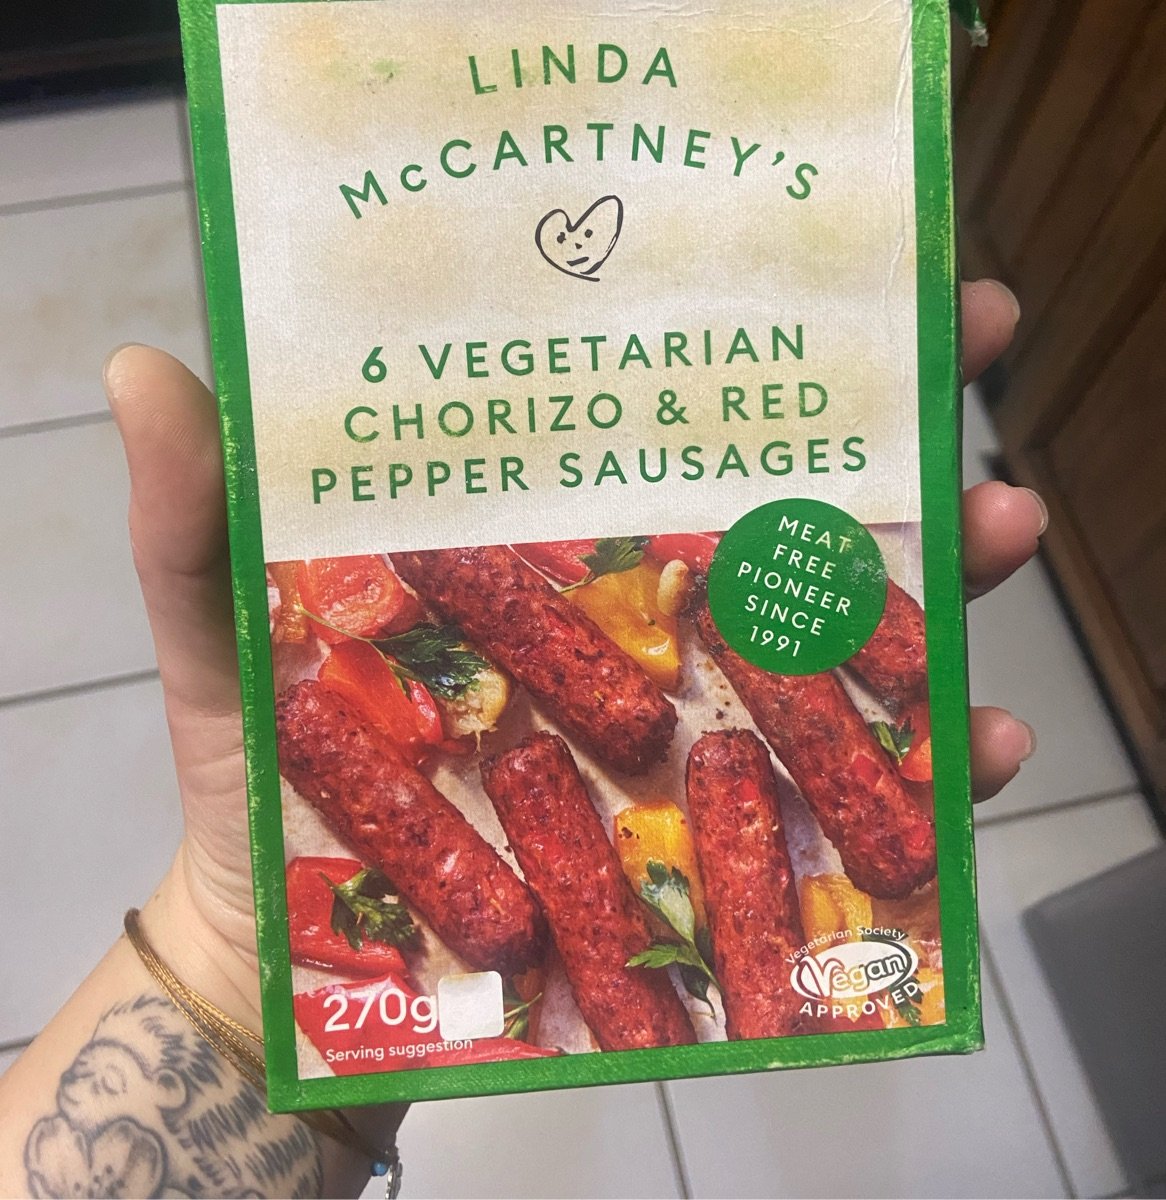 LINDA
McCARTNEY'S
6 VEGETARIAN
CHORIZO & RED
PEPPER SAUSAGES
MEAT
FREE
PIONEER
SINCE
1991
270g
Serving suggestion
Vegetarian Society
Vegan
APPROVED